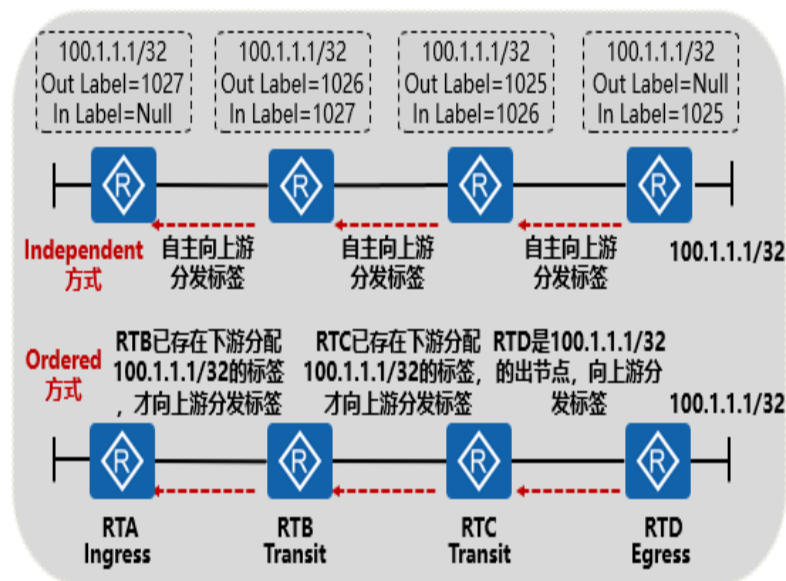 100.1.1.1/32
Out Label=1027
In Label=Null
100.1.1.1/32
Out Label=1026
In Label=1027
100.1.1.1/32
Out Label=1025
In Label=1026
100.1.1.1/32
Out Label=Null
In Label=1025
R
R
R
R
Independent
方式
自主向上游
分发标签
自主向上游
分发标签
自主向上游
分发标签
100.1.1.1/32
Ordered
方式
RTB已存在下游分配
100.1.1.1/32的标签
，才向上游分发标签
RTC已存在下游分配
100.1.1.1/32的标签，
才向上游分发标签
RTD是100.1.1.1/32
的出节点，向上游分
发标签
100.1.1.1/32
R
R
R
R
RTA
Ingress
RTB
Transit
RTC
Transit
RTD
Egress